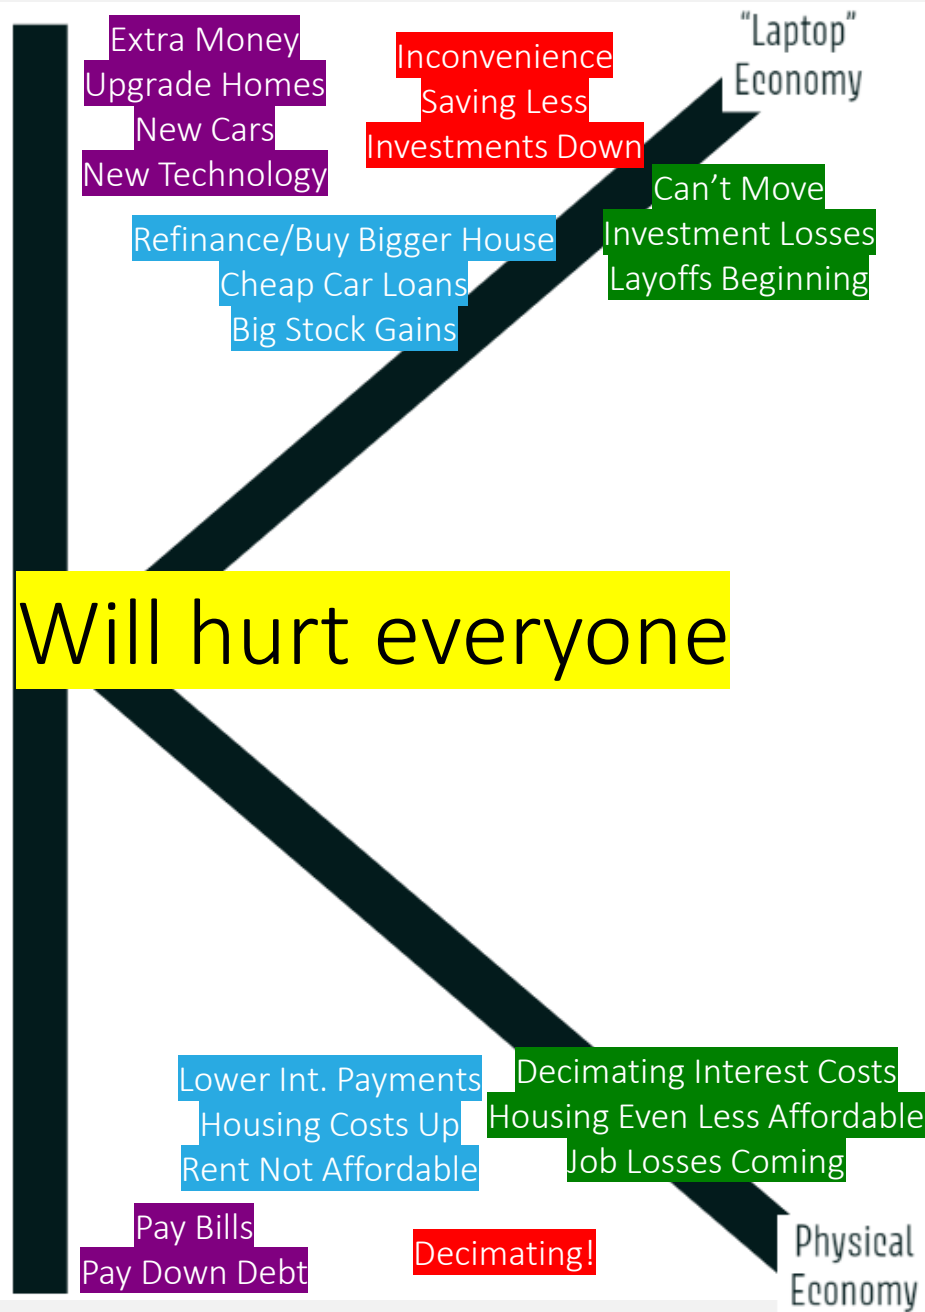 Extra Money
Upgrade Homes
New Cars
New Technology
Inconvenience
Saving Less
Investments Down
“Laptop”
Economy
Refinance/Buy Bigger House
Cheap Car Loans
Big Stock Gains
Can’t Move
Investment Losses
Layoffs Beginning
Will hurt everyone
Lower Int. Payments
Housing Costs Up
Rent Not Affordable
Decimating Interest Costs
Housing Even Less Affordable
Job Losses Coming
Pay Bills
Pay Down Debt
Decimating!
Physical
Economy